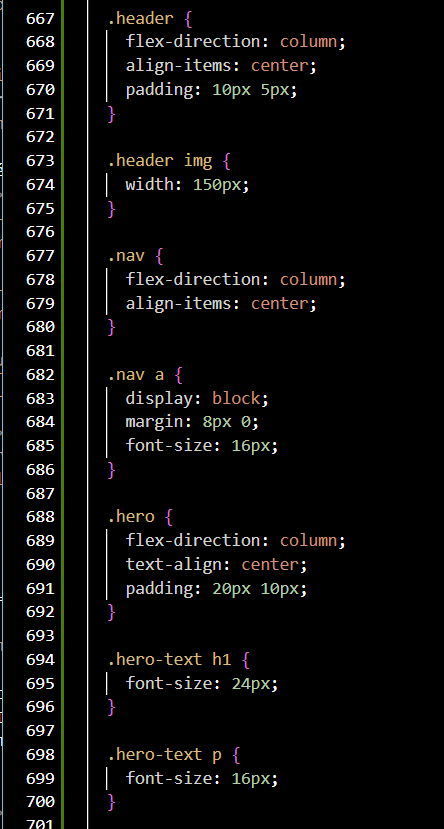 667 .header {
668 flex-direction: column;
669 align-items: center;
670 padding: 10px 5px;
671 }
672
673 .header img {
674 width: 150px;
675 }
676
677 .nav {
678 flex-direction: column;
679 align-items: center;
680 }
681
682 .nav a {
683 display: block;
684 margin: 8px 0;
685 font-size: 16px;
686 }
687
688 .hero {
689 flex-direction: column;
690 text-align: center;
691 padding: 20px 10px;
692 }
693
694 .hero-text h1 {
695 font-size: 24px;
696 }
697
698 .hero-text p {
699 font-size: 16px;
700 }
701